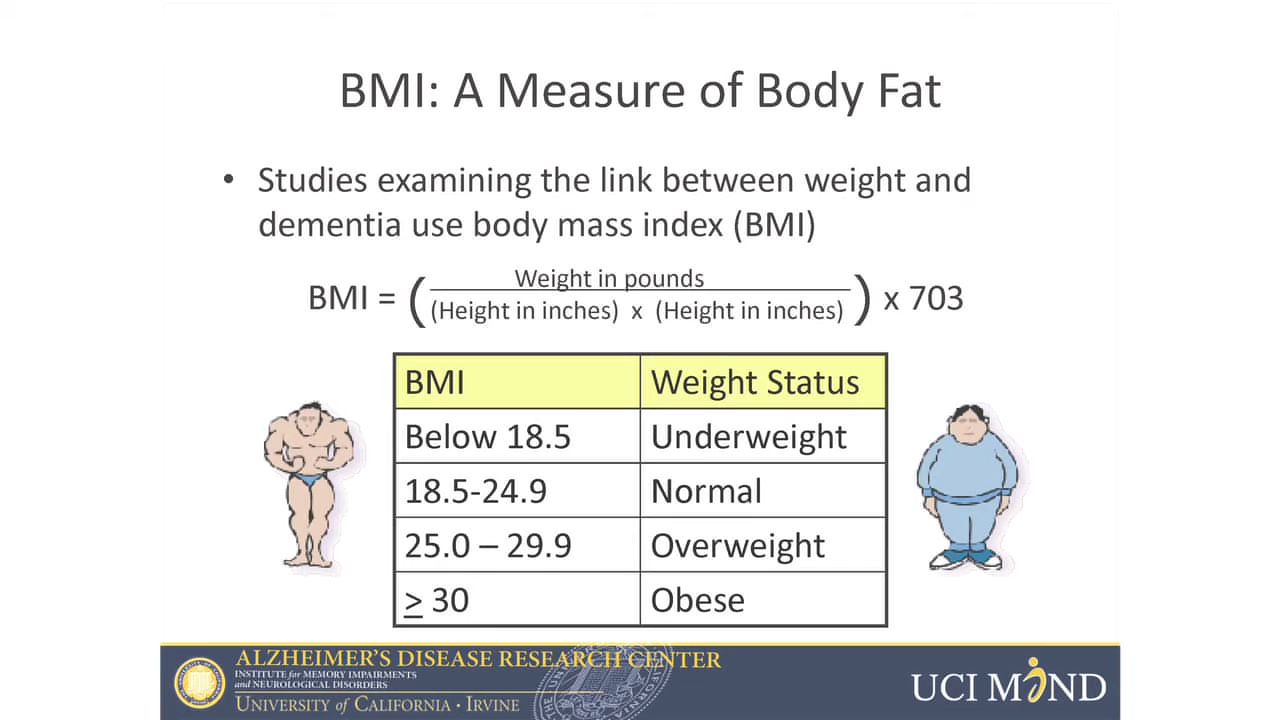 BMI: A Measure of Body Fat
• Studies examining the link between weight and
dementia use body mass index (BMI)
Weight in pounds
BMI = ( ) x 703
(Height in inches) x (Height in inches)
BMI Weight Status
Below 18.5 Underweight
18.5-24.9 Normal
25.0 – 29.9 Overweight
≥ 30 Obese
ALZHEIMER'S DISEASE RESEARCH CENTER
INSTITUTE for MEMORY IMPAIRMENTS
and NEUROLOGICAL DISORDERS
UNIVERSITY of CALIFORNIA · IRVINE
UCI MIND